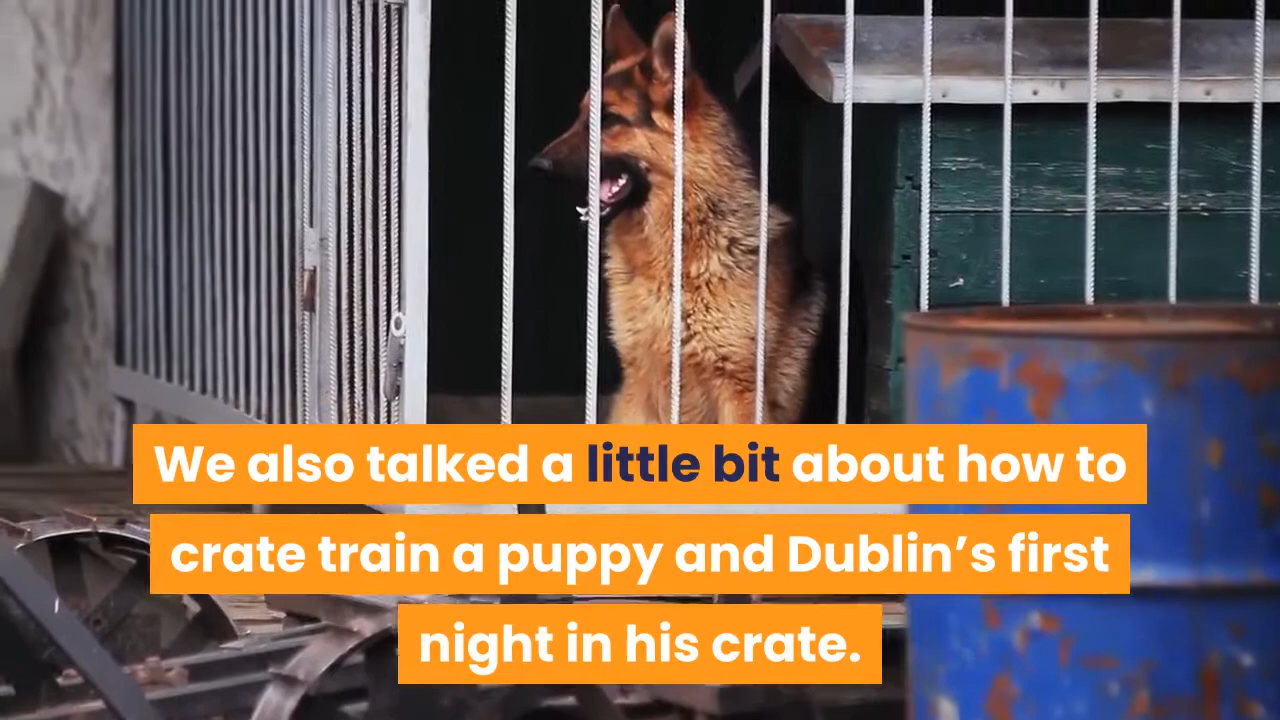 We also talked a little bit about how to
crate train a puppy and Dublin’s first
night in his crate.